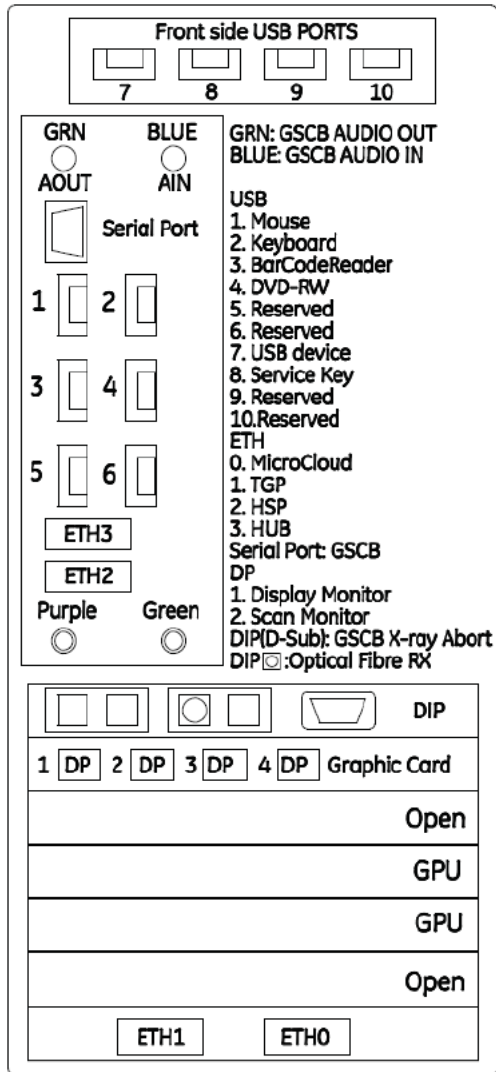 Front side USB PORTS
7 8 9 10
GRN BLUE
AOUT AIN
GRN: GSCB AUDIO OUT
BLUE: GSCB AUDIO IN
Serial Port
1 2
3 4
5 6
ETH3
ETH2
Purple Green
USB
1. Mouse
2. Keyboard
3. BarCodeReader
4. DVD-RW
5. Reserved
6. Reserved
7. USB device
8. Service Key
9. Reserved
10.Reserved
ETH
0. MicroCloud
1. TGP
2. HSP
3. HUB
Serial Port: GSCB
DP
1. Display Monitor
2. Scan Monitor
DIP(D-Sub): GSCB X-ray Abort
DIP :Optical Fibre RX
DIP
1 DP 2 DP 3 DP 4 DP Graphic Card
Open
GPU
GPU
Open
ETH1 ETH0